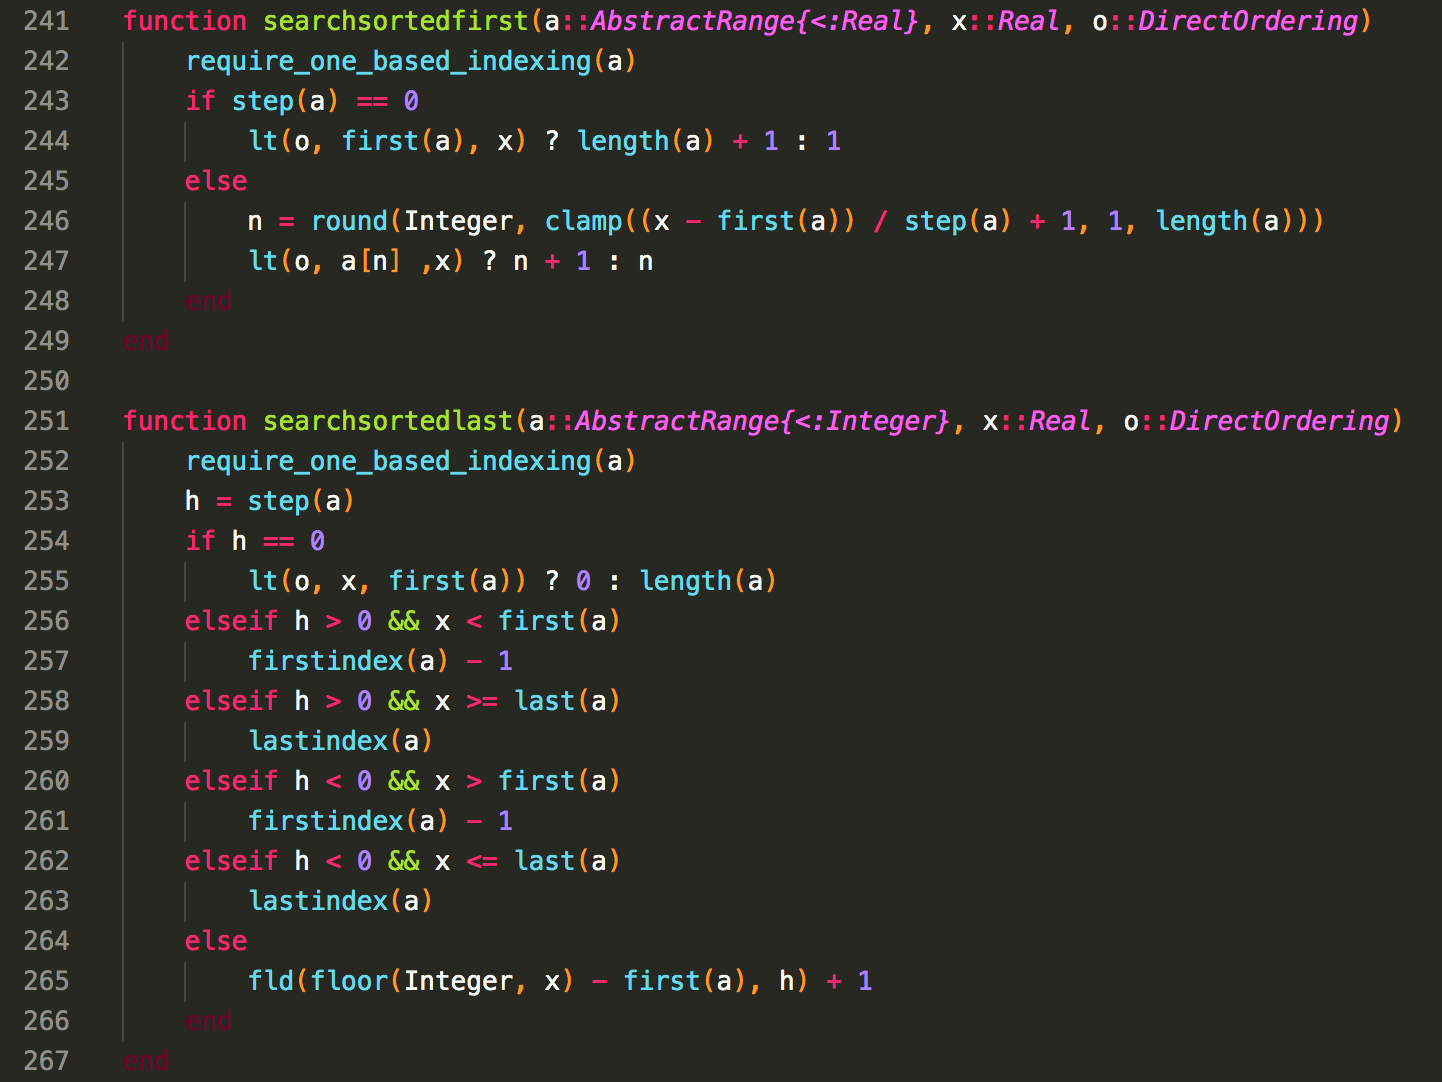 241 function searchsortedfirst(a::AbstractRange{<:Real}, x::Real, o::DirectOrdering)
242     require_one_based_indexing(a)
243     if step(a) == 0
244         lt(o, first(a), x) ? length(a) + 1 : 1
245     else
246         n = round(Integer, clamp((x - first(a)) / step(a) + 1, 1, length(a)))
247         lt(o, a[n] ,x) ? n + 1 : n
248     end
249 end
250
251 function searchsortedlast(a::AbstractRange{<:Integer}, x::Real, o::DirectOrdering)
252     require_one_based_indexing(a)
253     h = step(a)
254     if h == 0
255         lt(o, x, first(a)) ? 0 : length(a)
256     elseif h > 0 && x < first(a)
257         firstindex(a) - 1
258     elseif h > 0 && x >= last(a)
259         lastindex(a)
260     elseif h < 0 && x > first(a)
261         firstindex(a) - 1
262     elseif h < 0 && x <= last(a)
263         lastindex(a)
264     else
265         fld(floor(Integer, x) - first(a), h) + 1
266     end
267 end